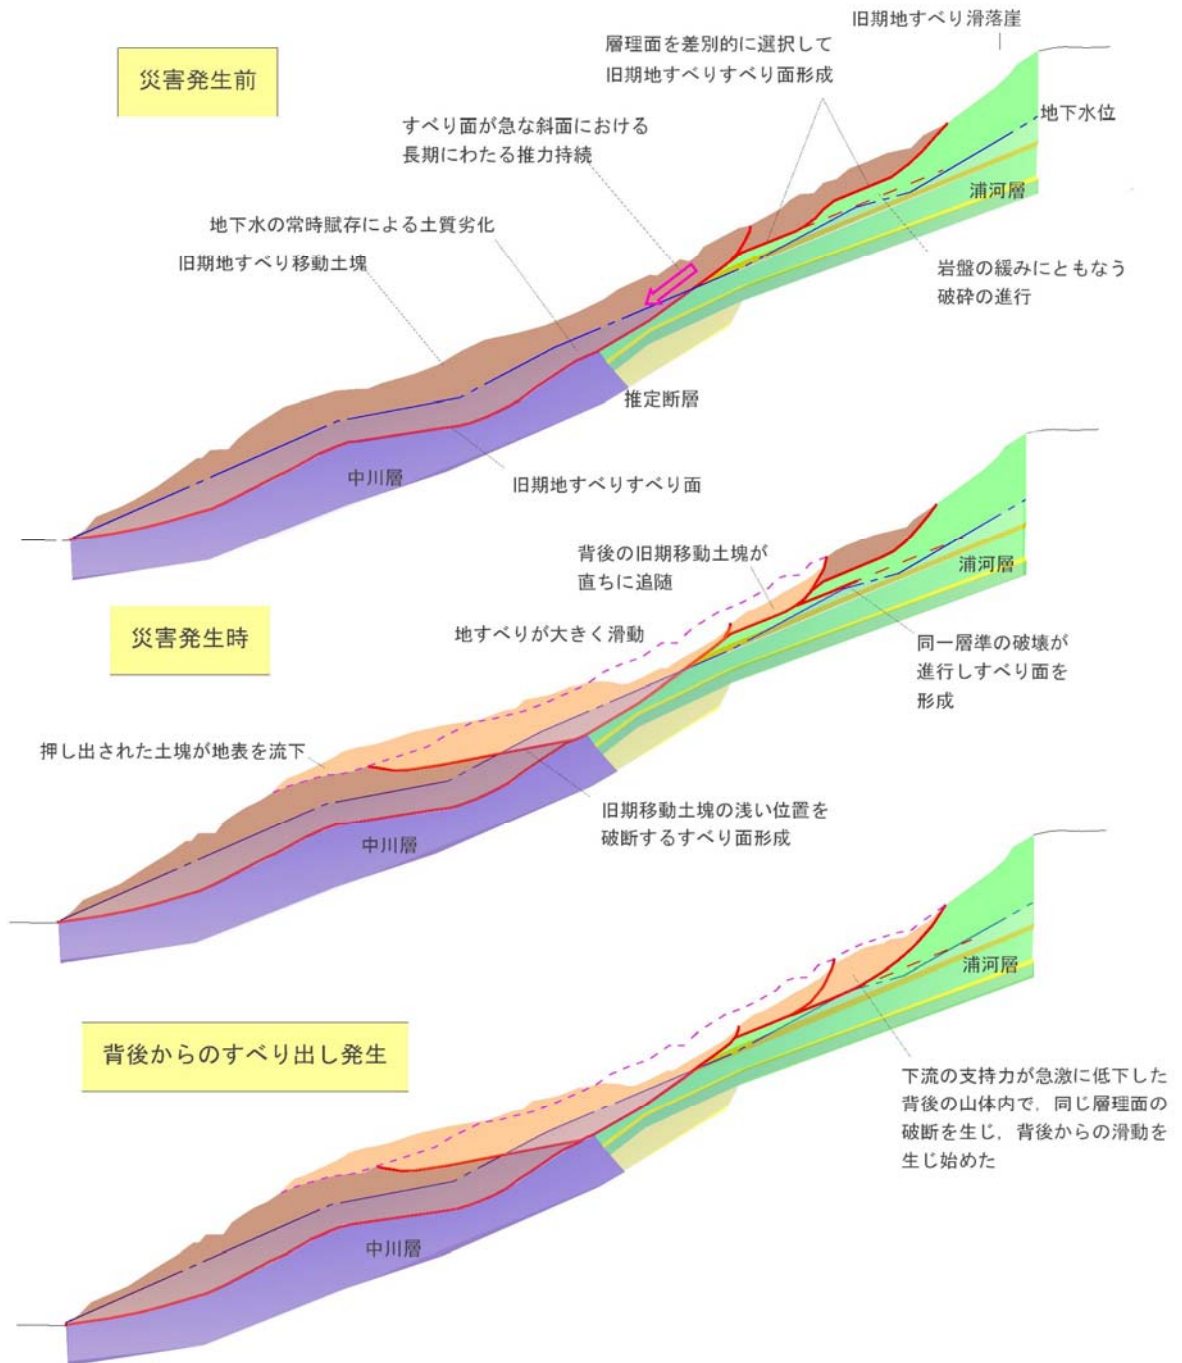 旧期地すべり滑落崖
層理面を差別的に選択して
旧期地すべりすべり面形成
災害発生前
地下水位
すべり面が急な斜面における
長期にわたる推力持続
浦河層
地下水の常時賦存による土質劣化
旧期地すべり移動土塊
岩盤の緩みにともなう
破砕の進行
推定断層
中川層
旧期地すべりすべり面
背後の旧期移動土塊が
直ちに追随
浦河層
災害発生時
地すべりが大きく滑動
同一層準の破壊が
進行しすべり面を
形成
押し出された土塊が地表を流下
旧期移動土塊の浅い位置を
破断するすべり面形成
中川層
浦河層
背後からのすべり出し発生
下流の支持力が急激に低下した
背後の山体内で，同じ層理面の
破断を生じ，背後からの滑動を
生じ始めた
中川層